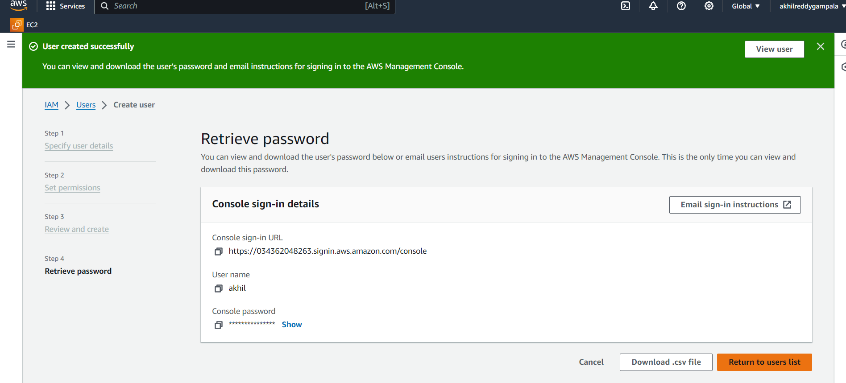 aws
Services
Search
[Alt+S]
Global
akhilreddygampala
EC2
User created successfully
View user
You can view and download the user's password and email instructions for signing in to the AWS Management Console.
IAM > Users > Create user
Step 1
Specify user details
Step 2
Set permissions
Step 3
Review and create
Step 4
Retrieve password
Retrieve password
You can view and download the user's password below or email users instructions for signing in to the AWS Management Console. This is the only time you can view and
download this password.
Console sign-in details
Email sign-in instructions
Console sign-in URL
https://034362048263.signin.aws.amazon.com/console
User name
akhil
Console password
*************** Show
Cancel
Download .csv file
Return to users list